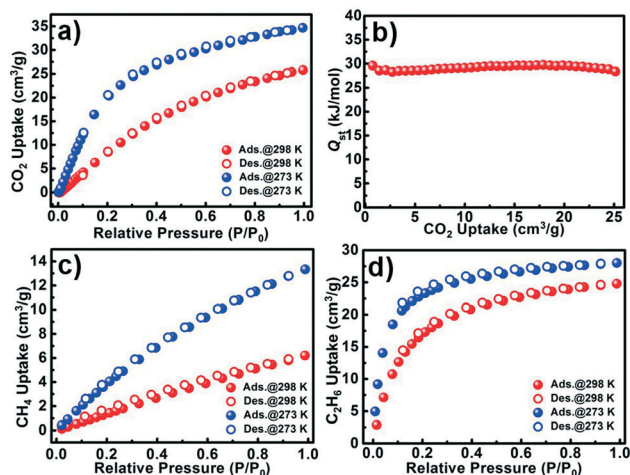 a)
CO2 Uptake (cm3/g)
35
30
25
20
15
10
5
0
Ads.@298 K
Des.@298 K
Ads.@273 K
Des.@273 K
0.0 0.2 0.4 0.6 0.8 1.0
Relative Pressure (P/P0)
b)
Qst (kJ/mol)
40
35
30
25
20
15
10
5
0
0 5 10 15 20 25
CO2 Uptake (cm3/g)
c)
CH4 Uptake (cm3/g)
14
12
10
8
6
4
2
0
Ads.@298 K
Des.@298 K
Ads.@273 K
Des.@273 K
0.0 0.2 0.4 0.6 0.8 1.0
Relative Pressure (P/P0)
d)
C2H6 Uptake (cm3/g)
30
25
20
15
10
5
0
Ads.@298 K
Des.@298 K
Ads.@273 K
Des.@273 K
0.0 0.2 0.4 0.6 0.8 1.0
Relative Pressure (P/P0)